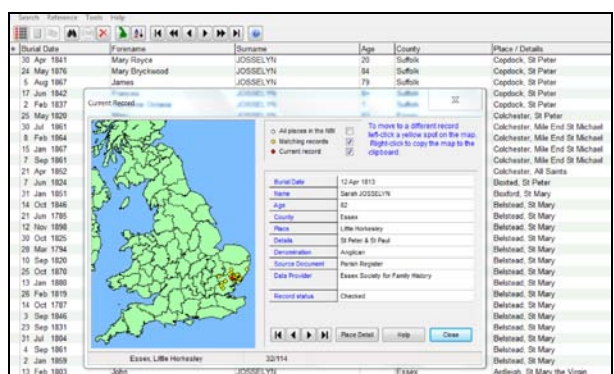 Search Reference Tools Help
Burial Date Forename Surname Age County Place / Details
30 Apr 1841 Mary Royce JOSSELYN 20 Suffolk Copdock, St Peter
24 May 1876 Mary Bryckwood JOSSELYN 84 Suffolk Copdock, St Peter
5 Aug 1867 James JOSSELYN 79 Suffolk Copdock, St Peter
17 Jun 1842 Copdock, St Peter
2 Feb 1837 Copdock, St Peter
25 May 1820 Colchester, St Peter
30 Jul 1861 Colchester, Mile End St Michael
8 Feb 1964 Colchester, Mile End St Michael
15 Jan 1867 Colchester, Mile End St Michael
7 Sep 1861 Colchester, Mile End St Michael
21 Apr 1852 Colchester, All Saints
7 Jun 1824 Boxted, St Peter
31 Jan 1851 Boxford, St Mary
14 Oct 1846 Belstead, St Mary
21 Jun 1785 Belstead, St Mary
12 Nov 1898 Belstead, St Mary
30 Oct 1825 Belstead, St Mary
28 Mar 1794 Belstead, St Mary
10 Sep 1820 Belstead, St Mary
25 Oct 1870 Belstead, St Mary
13 Jan 1880 Belstead, St Mary
26 Feb 1819 Belstead, St Mary
14 Oct 1787 Belstead, St Mary
3 Sep 1846 Belstead, St Mary
23 Sep 1831 Belstead, St Mary
31 Jul 1804 Belstead, St Mary
4 Sep 1861 Belstead, St Mary
2 Jan 1859 Belstead, St Mary
13 Feb 1803 John JOSSELYN Essex Ardleigh, St Mary the Virgin
Current Record
All places in the NBI
Matching records
Current record
To move to a different record
left-click a yellow spot on the map.
Right-click to copy the map to the
clipboard.
Burial Date 12 Apr 1813
Name Sarah JOSSELYN
Age 82
County Essex
Place Little Horkesley
Details St Peter & St Paul
Denomination Anglican
Source Document Parish Register
Data Provider Essex Society for Family History
Record status Checked
Place Detail Help Close
Essex, Little Horkesley 32/114